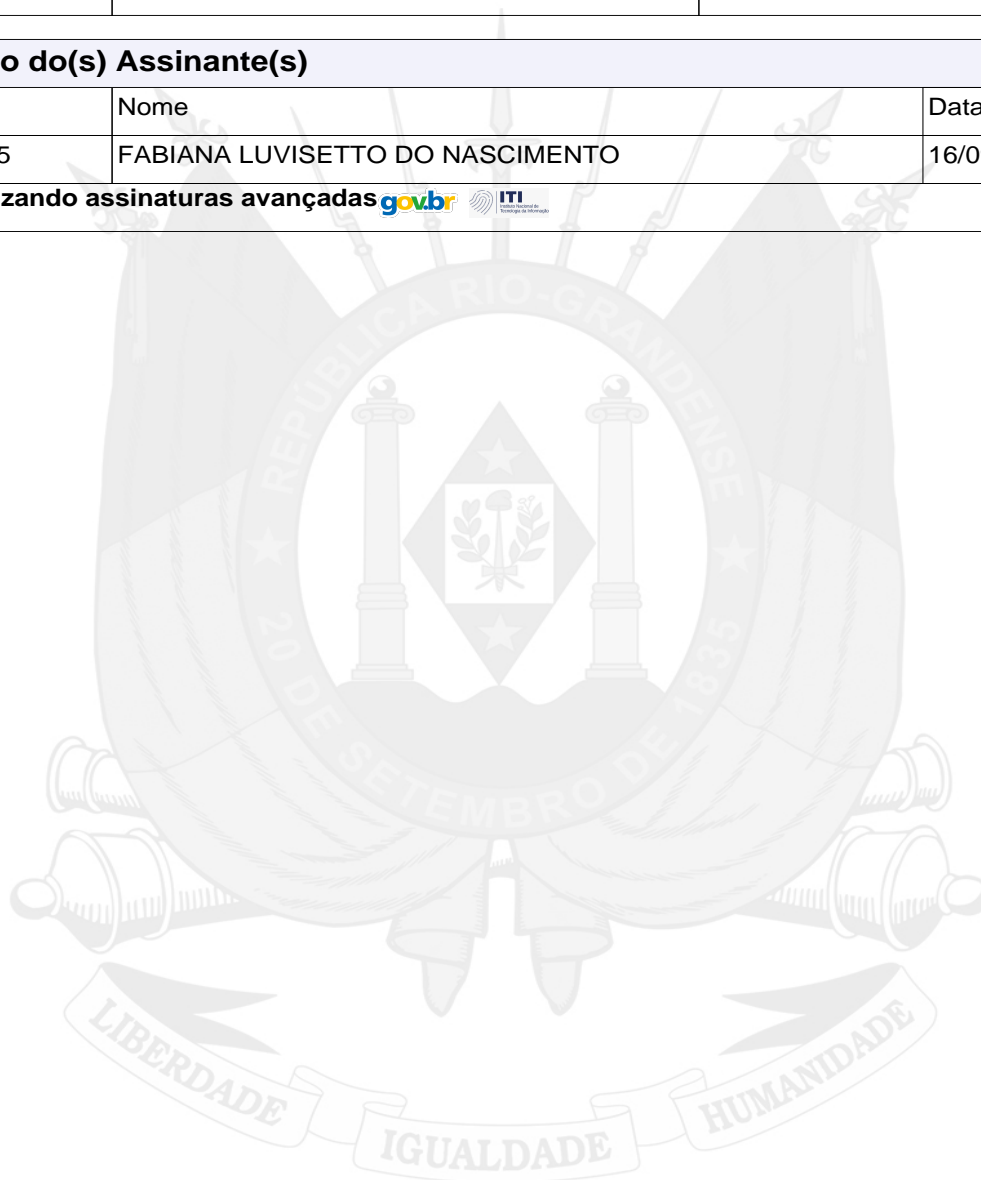 o do(s) Assinante(s)
Nome Data
5 FABIANA LUVISETTO DO NASCIMENTO 16/0
zando assinaturas avançadas gov.br ITI
REPÚBLICA RIO-GRANDENSE
20 DE SETEMBRO DE 1835
LIBERDADE IGUALDADE HUMANIDADE